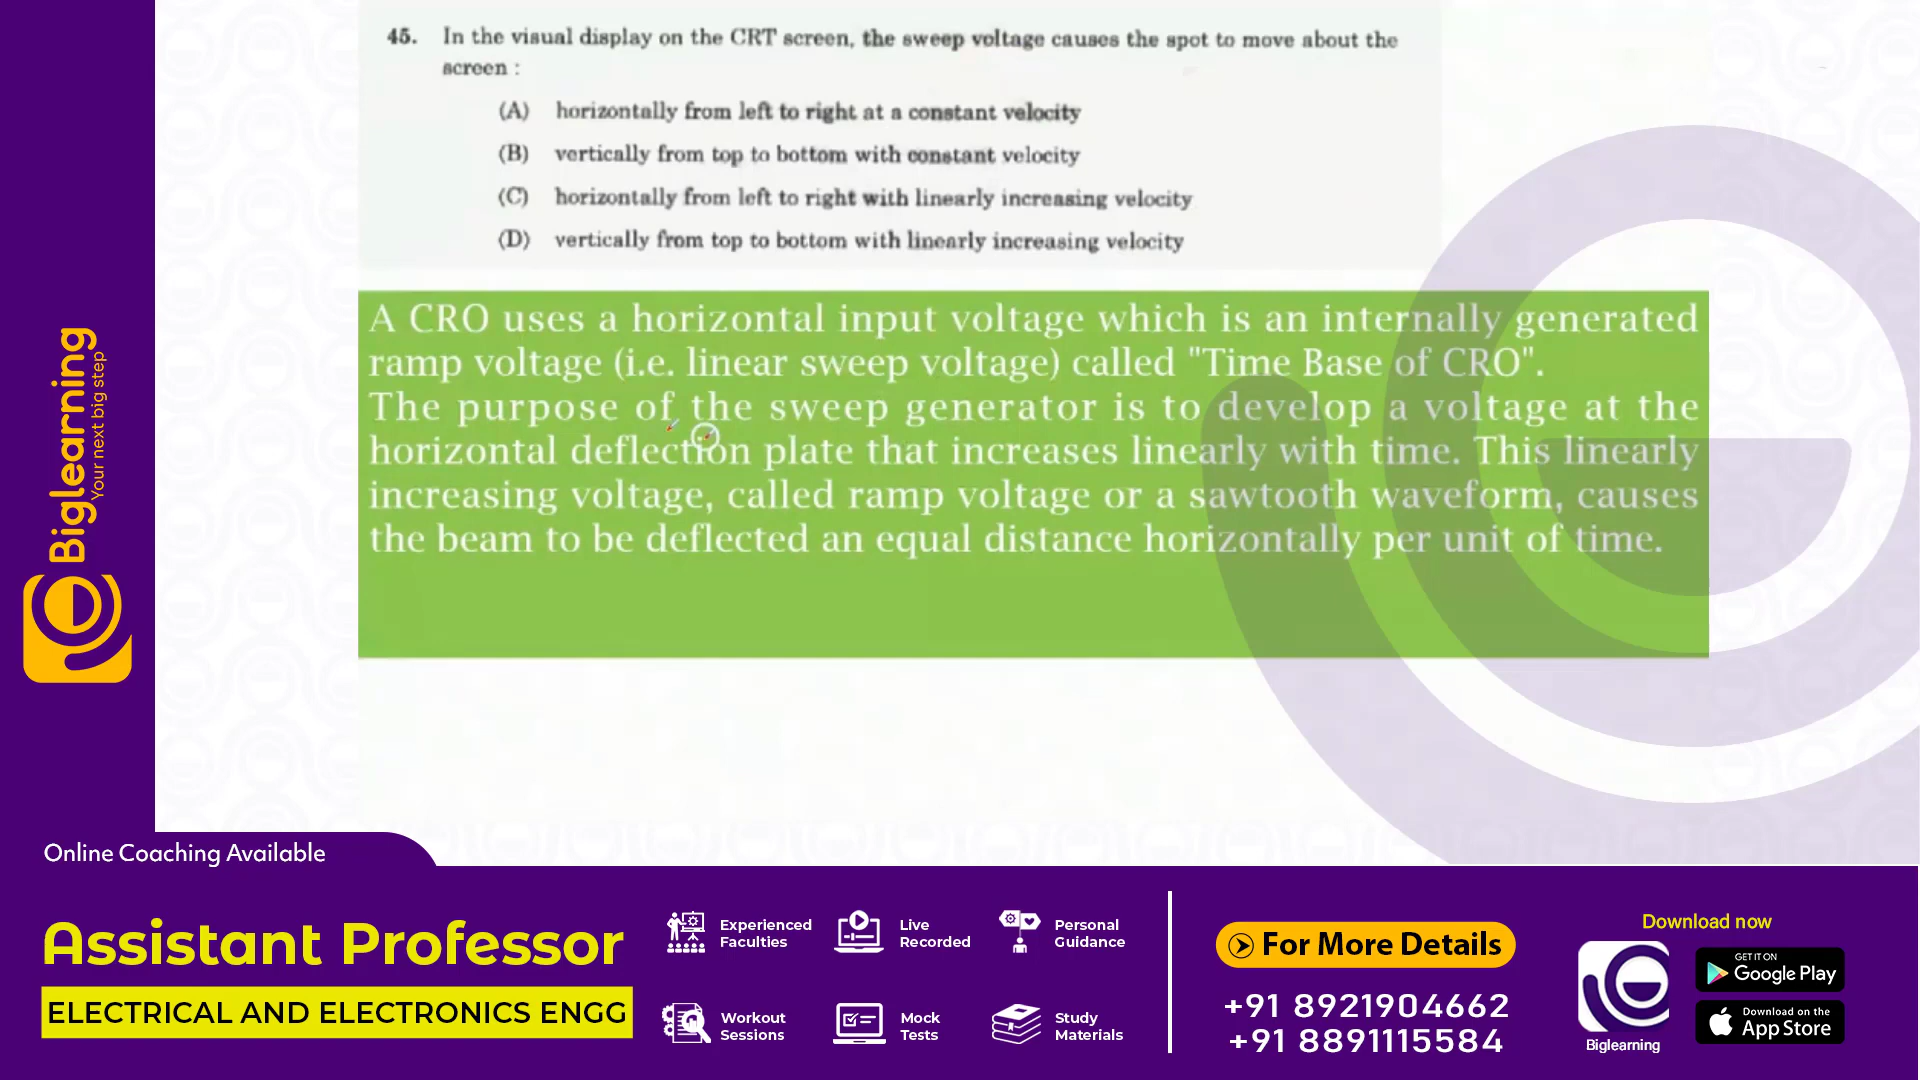 45. In the visual display on the CRT screen, the sweep voltage causes the spot to move about the
screen :
(A) horizontally from left to right at a constant velocity
(B) vertically from top to bottom with constant velocity
(C) horizontally from left to right with linearly increasing velocity
(D) vertically from top to bottom with linearly increasing velocity
A CRO uses a horizontal input voltage which is an internally generated
ramp voltage (i.e. linear sweep voltage) called "Time Base of CRO".
The purpose of the sweep generator is to develop a voltage at the
horizontal deflection plate that increases linearly with time. This linearly
increasing voltage, called ramp voltage or a sawtooth waveform, causes
the beam to be deflected an equal distance horizontally per unit of time.
Biglearning
Your next big step
Online Coaching Available
Assistant Professor
ELECTRICAL AND ELECTRONICS ENGG
Experienced
Faculties
Live
Recorded
Personal
Guidance
Workout
Sessions
Mock
Tests
Study
Materials
For More Details
+91 8921904662
+91 8891115584
Download now
Biglearning
GET IT ON
Google Play
Download on the
App Store